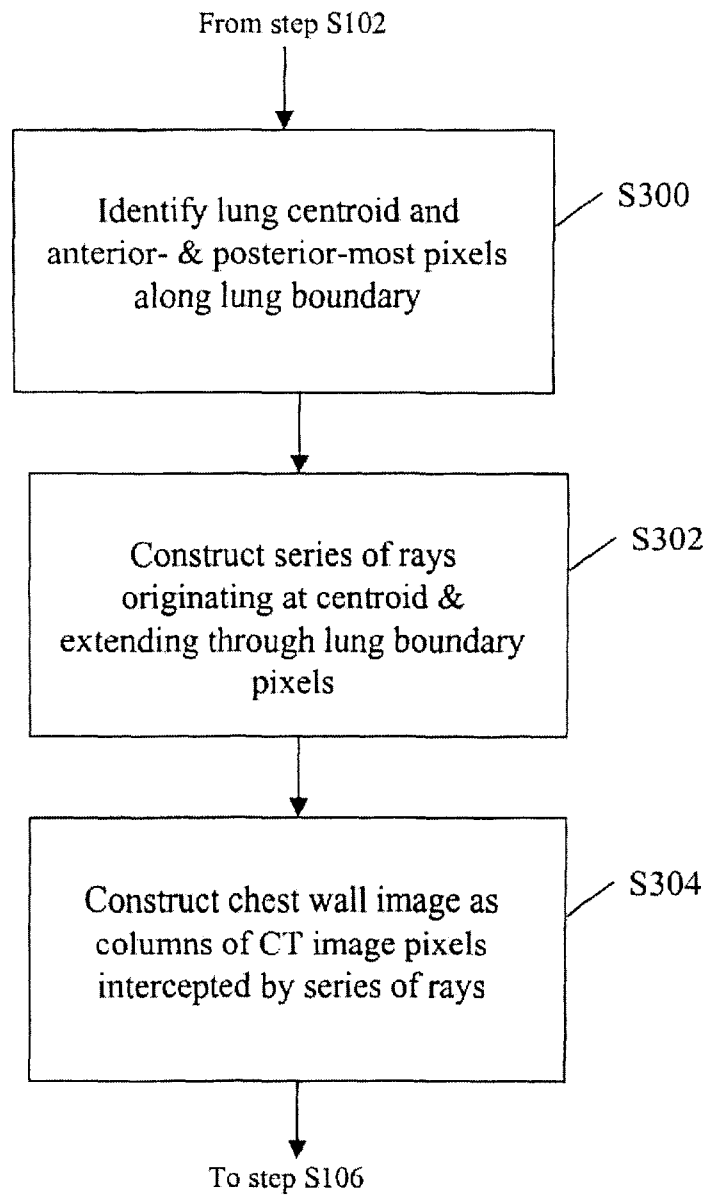 From step S102
Identify lung centroid and
anterior- & posterior-most pixels
along lung boundary
S300
Construct series of rays
originating at centroid &
extending through lung boundary
pixels
S302
Construct chest wall image as
columns of CT image pixels
intercepted by series of rays
S304
To step S106